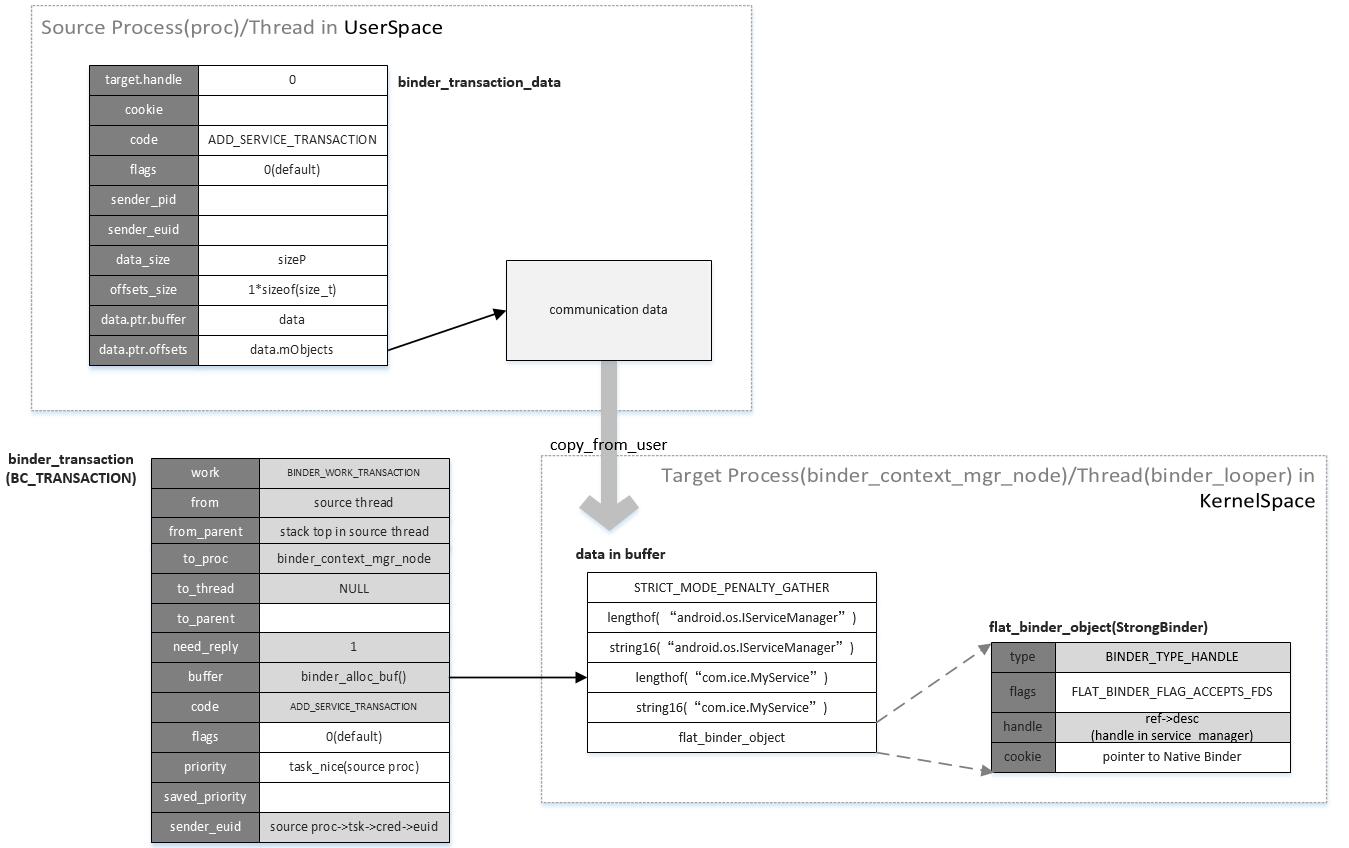 Source Process(proc)/Thread in UserSpace
target.handle 0
binder_transaction_data
cookie
code ADD_SERVICE_TRANSACTION
flags 0(default)
sender_pid
sender_euid
data_size sizeP
offsets_size 1*sizeof(size_t)
data.ptr.buffer data
data.ptr.offsets data.mObjects
communication data
copy_from_user
binder_transaction
(BC_TRANSACTION)
work BINDER_WORK_TRANSACTION
from source thread
from_parent stack top in source thread
to_proc binder_context_mgr_node
to_thread NULL
to_parent
need_reply 1
buffer binder_alloc_buf()
code ADD_SERVICE_TRANSACTION
flags 0(default)
priority task_nice(source proc)
saved_priority
sender_euid source proc->tsk->cred->euid
Target Process(binder_context_mgr_node)/Thread(binder_looper) in
KernelSpace
data in buffer
STRICT_MODE_PENALTY_GATHER
lengthof( “android.os.IServiceManager” )
string16( “android.os.IServiceManager” )
lengthof( “com.ice.MyService” )
string16( “com.ice.MyService” )
flat_binder_object
flat_binder_object(StrongBinder)
type BINDER_TYPE_HANDLE
flags FLAT_BINDER_FLAG_ACCEPTS_FDS
handle ref->desc
(handle in service_manager)
cookie pointer to Native Binder